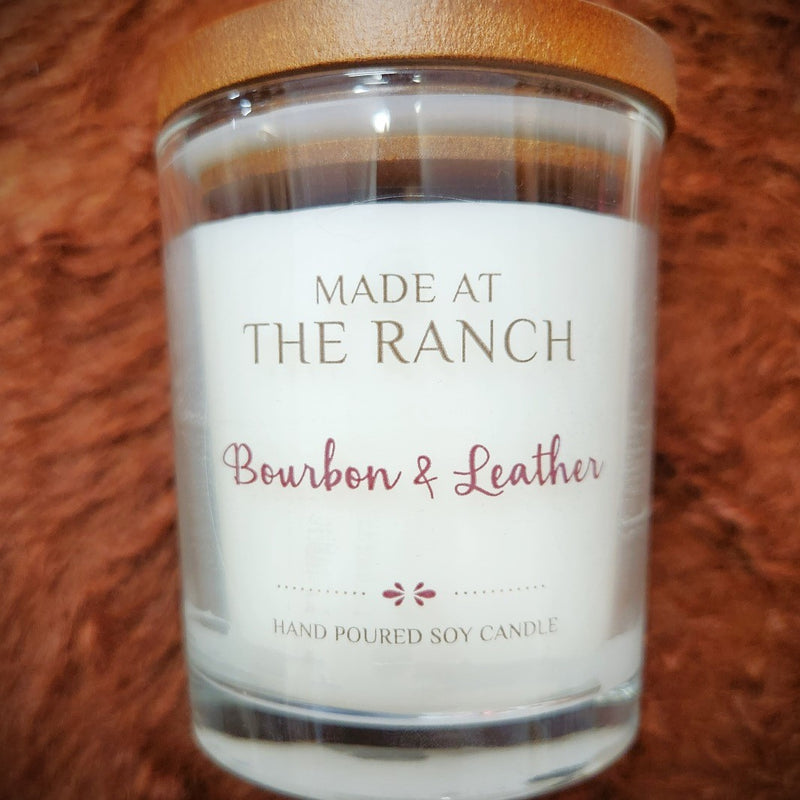 MADE AT
THE RANCH
Bourbon & Leather
HAND POURED SOY CANDLE